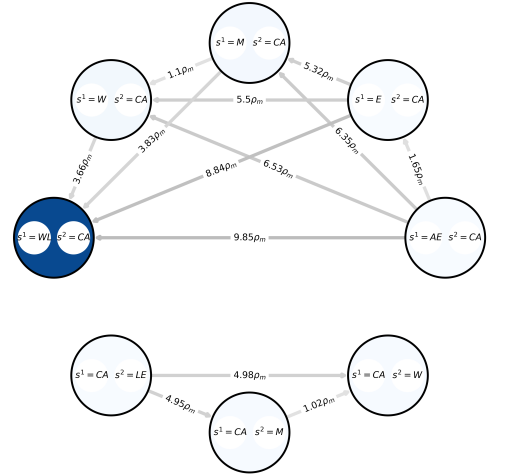 s¹ = M s² = CA
1.1ρₘ
5.32ρₘ
s¹ = W s² = CA
5.5ρₘ
s¹ = E s² = CA
3.83ρₘ
6.35ρₘ
3.66ρₘ
8.84ρₘ
6.53ρₘ
1.65ρₘ
s¹ = WL s² = CA
9.85ρₘ
s¹ = AE s² = CA
s¹ = CA s² = LE
4.98ρₘ
s¹ = CA s² = W
4.95ρₘ
1.02ρₘ
s¹ = CA s² = M